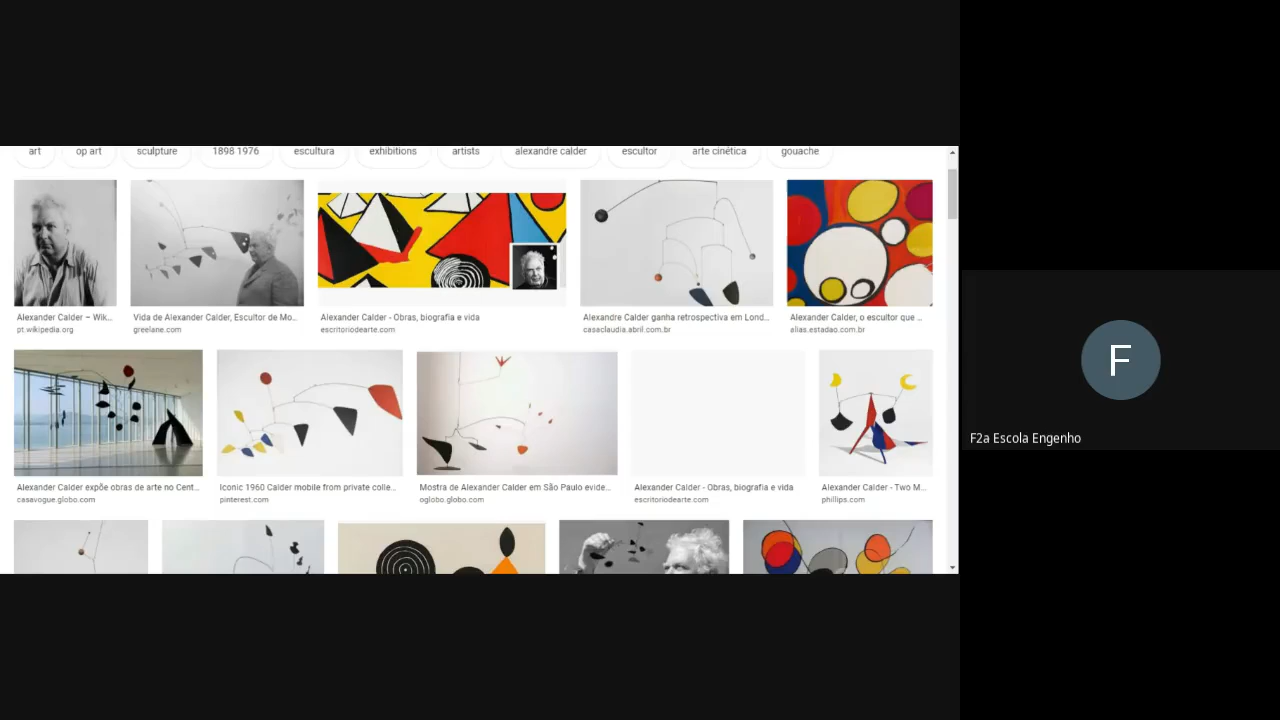 art op art sculpture 1898 1976 escultura exhibitions artists alexandre calder escultor arte cinética gouache
Alexander Calder – Wik...
pt.wikipedia.org
Vida de Alexander Calder, Escultor de Mo...
greelane.com
Alexander Calder - Obras, biografia e vida
escritoriodearte.com
Alexandre Calder ganha retrospectiva em Lond...
casaclaudia.abril.com.br
Alexander Calder, o escultor que ...
alias.estadao.com.br
Alexander Calder expõe obras de arte no Cent...
casavogue.globo.com
Iconic 1960 Calder mobile from private colle...
pinterest.com
Mostra de Alexander Calder em São Paulo evide...
oglobo.globo.com
Alexander Calder - Obras, biografia e vida
escritoriodearte.com
Alexander Calder - Two M...
phillips.com
F
F2a Escola Engenho